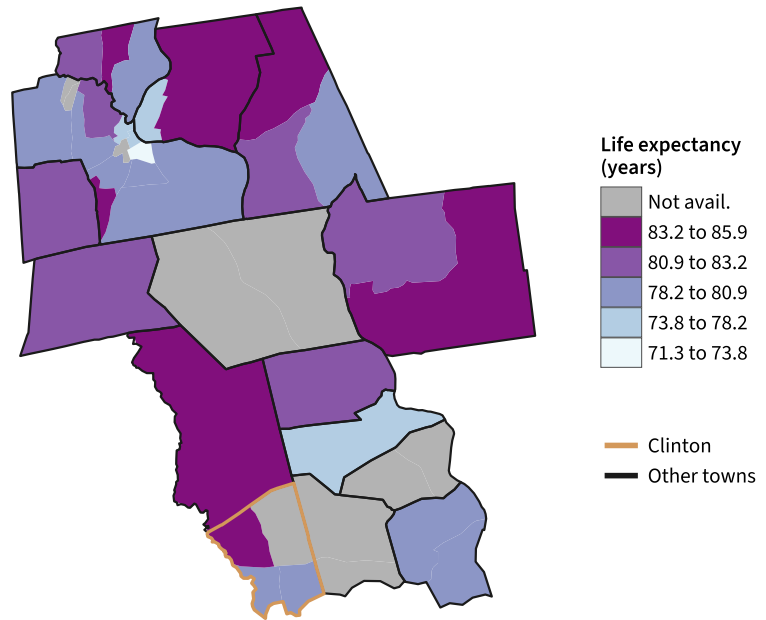 Life expectancy
(years)
Not avail.
83.2 to 85.9
80.9 to 83.2
78.2 to 80.9
73.8 to 78.2
71.3 to 73.8
Clinton
Other towns